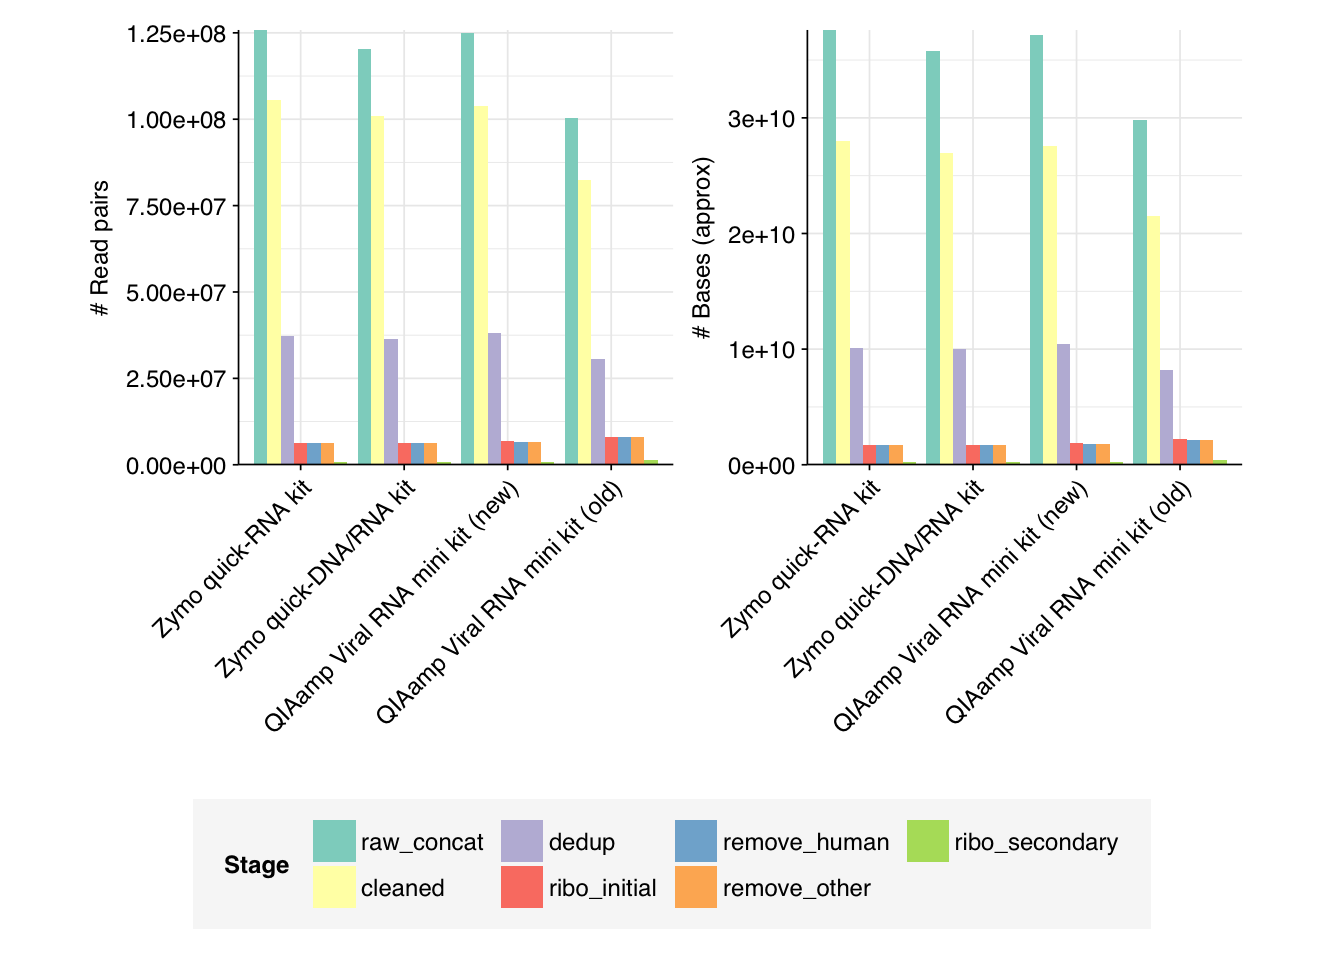 # Read pairs
1.25e+08
1.00e+08
7.50e+07
5.00e+07
2.50e+07
0.00e+00
Zymo quick-RNA kit
Zymo quick-DNA/RNA kit
QIAamp Viral RNA mini kit (new)
QIAamp Viral RNA mini kit (old)
# Bases (approx)
3e+10
2e+10
1e+10
0e+00
Zymo quick-RNA kit
Zymo quick-DNA/RNA kit
QIAamp Viral RNA mini kit (new)
QIAamp Viral RNA mini kit (old)
Stage
raw_concat
cleaned
dedup
ribo_initial
remove_human
remove_other
ribo_secondary